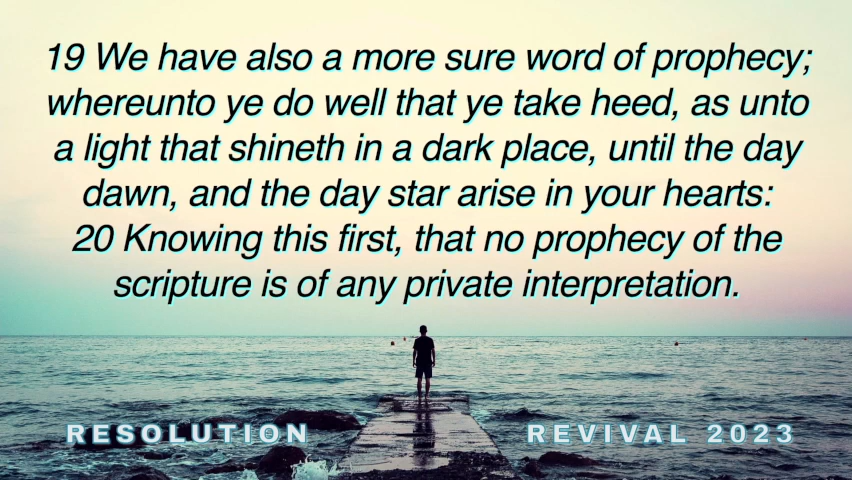 19 We have also a more sure word of prophecy;
whereunto ye do well that ye take heed, as unto
a light that shineth in a dark place, until the day
dawn, and the day star arise in your hearts:
20 Knowing this first, that no prophecy of the
scripture is of any private interpretation.
RESOLUTION REVIVAL 2023